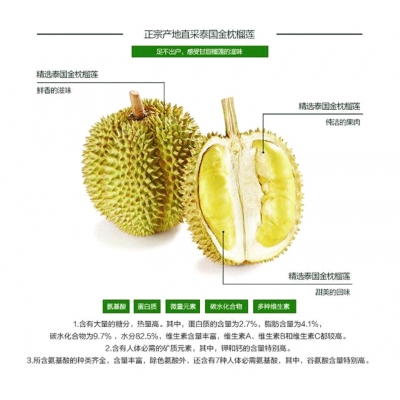 正宗产地直采泰国金枕榴莲
足不出户，感受甘甜榴莲的滋味
精选泰国金枕榴莲
鲜香的滋味
精选泰国金枕榴莲
纯洁的果肉
精选泰国金枕榴莲
甜美的回味
氨基酸 蛋白质 微量元素 碳水化合物 多种维生素
1.含有大量的糖分，热量高。其中，蛋白质的含量为2.7%，脂肪含量为4.1%，
碳水化合物为9.7%，水分82.5%，维生素含量丰富，维生素A、维生素B和维生素C都较高。
2.含有人体必需的矿质元素，其中，钾和钙的含量特别高。
3.所含氨基酸的种类齐全，含量丰富，除色氨酸外，还含有7种人体必需氨基酸，其中，谷氨酸含量特别高。